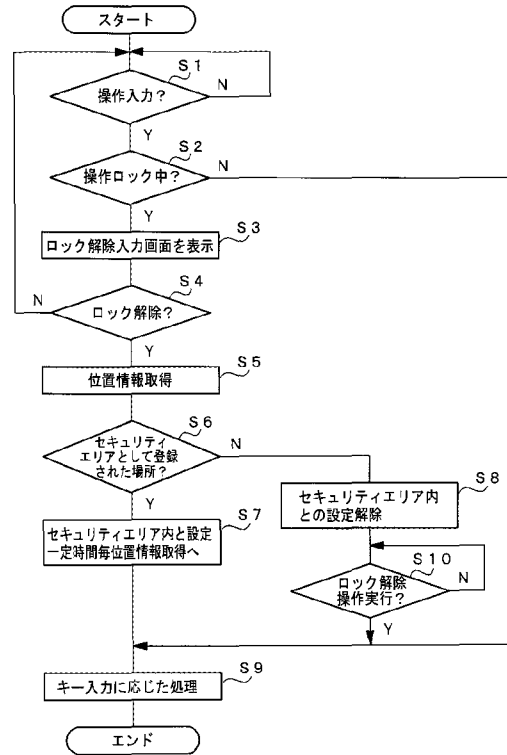 スタート
S1
操作入力?
N
Y
S2
操作ロック中?
N
Y
S3
ロック解除入力画面を表示
S4
ロック解除?
N
Y
S5
位置情報取得
S6
セキュリティ
エリアとして登録
された場所?
N
Y
S7
セキュリティエリア内と設定
一定時間毎位置情報取得へ
S8
セキュリティエリア内
との設定解除
S10
ロック解除
操作実行?
N
Y
S9
キー入力に応じた処理
エンド